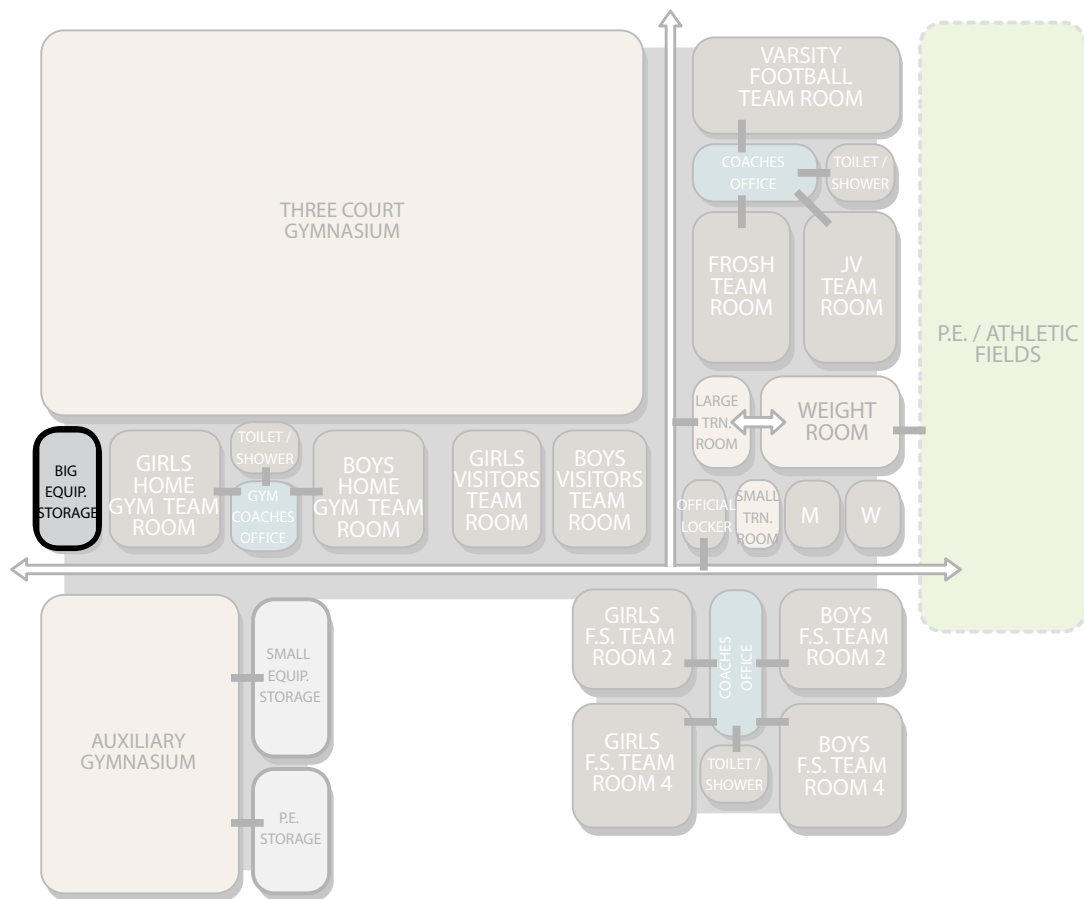 VARSITY
FOOTBALL
TEAM ROOM
COACHES
OFFICE
TOILET /
SHOWER
THREE COURT
GYMNASIUM
FROSH
TEAM
ROOM
JV
TEAM
ROOM
P.E. / ATHLETIC
FIELDS
LARGE
TRN.
ROOM
WEIGHT
ROOM
BIG
EQUIP.
STORAGE
GIRLS
HOME
GYM TEAM
ROOM
TOILET /
SHOWER
GYM
COACHES
OFFICE
BOYS
HOME
GYM TEAM
ROOM
GIRLS
VISITORS
TEAM
ROOM
BOYS
VISITORS
TEAM
ROOM
OFFICIAL
LOCKER
SMALL
TRN.
ROOM
M
W
AUXILIARY
GYMNASIUM
SMALL
EQUIP.
STORAGE
P.E.
STORAGE
GIRLS
F.S. TEAM
ROOM 2
COACHES
OFFICE
BOYS
F.S. TEAM
ROOM 2
GIRLS
F.S. TEAM
ROOM 4
TOILET /
SHOWER
BOYS
F.S. TEAM
ROOM 4